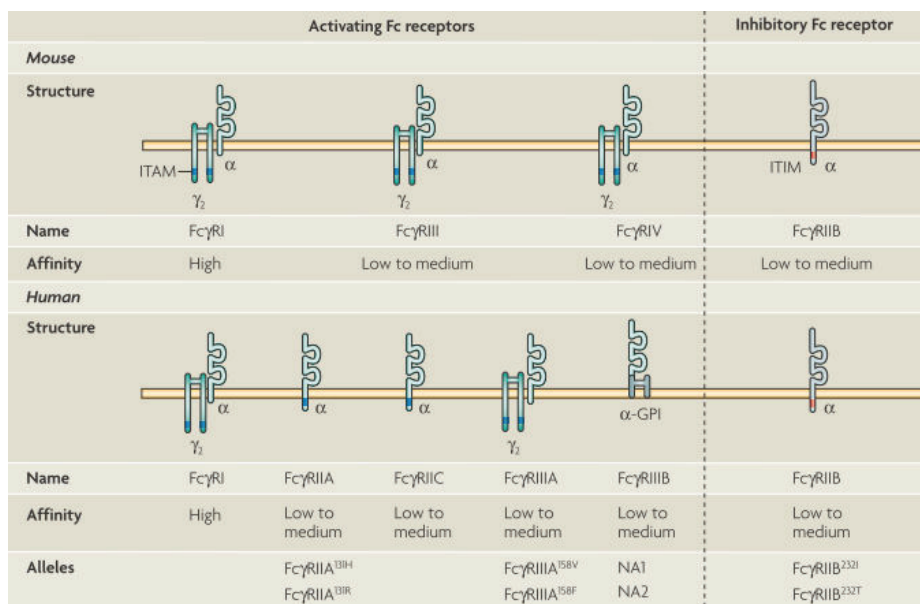 Activating Fc receptors Inhibitory Fc receptor
Mouse
Structure
ITAM α α α ITIM α
γ₂ γ₂ γ₂
Name FcγRI FcγRIII FcγRIV FcγRIIB
Affinity High Low to medium Low to medium Low to medium
Human
Structure
α α α α-GPI α
γ₂ γ₂
Name FcγRI FcγRIIA FcγRIIC FcγRIIIA FcγRIIIB FcγRIIB
Affinity High Low to Low to Low to Low to Low to
medium medium medium medium medium
Alleles FcγRIIA¹³¹ᴴ FcγRIIIA¹⁵⁸ⱽ NA1 FcγRIIB²³²ᴵ
FcγRIIA¹³¹ᴿ FcγRIIIA¹⁵⁸ꟳ NA2 FcγRIIB²³²ᵀ